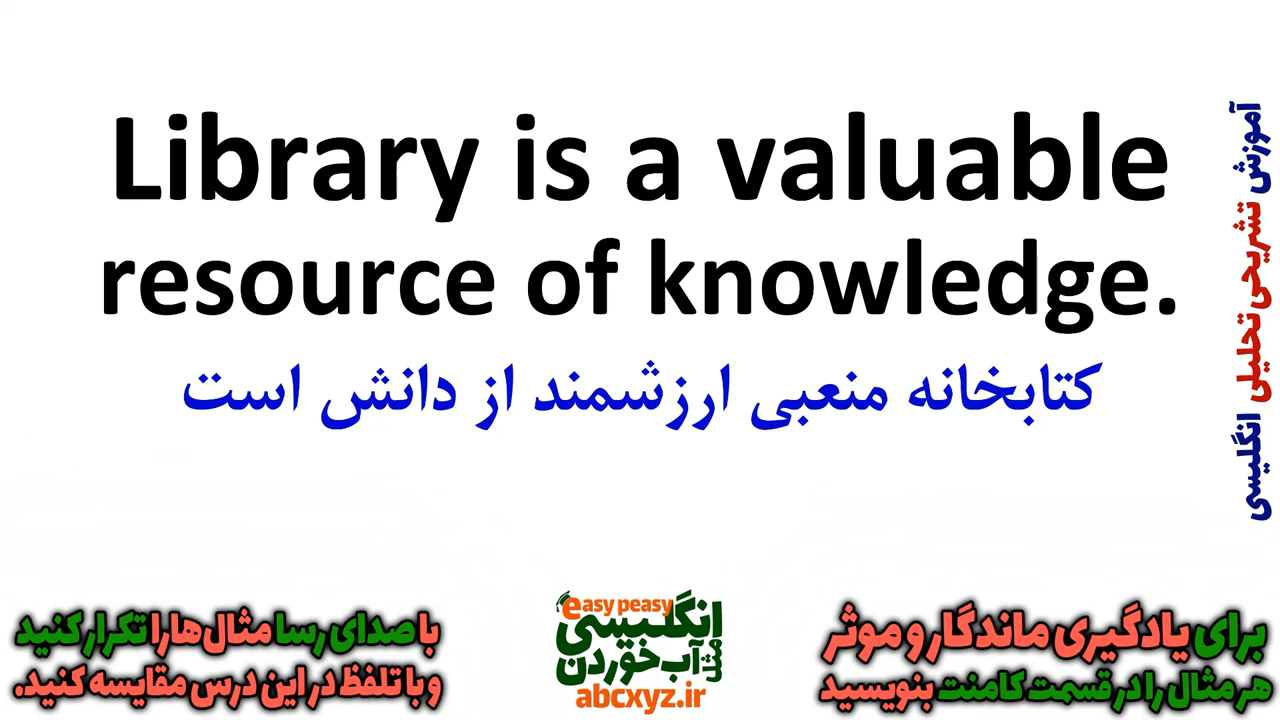 Library is a valuable
resource of knowledge.
کتابخانه منعبی ارزشمند از دانش است
آموزش تشریحی تحلیلی انگلیسی
برای یادگیری ماندگار و موثر
هر مثال را در قسمت کامنت بنویسید
easy peasy
انگلیسی
مثل آب خوردن
abcxyz.ir
با صدای رسا مثال‌ها را تکرار کنید
و با تلفظ در این درس مقایسه کنید.